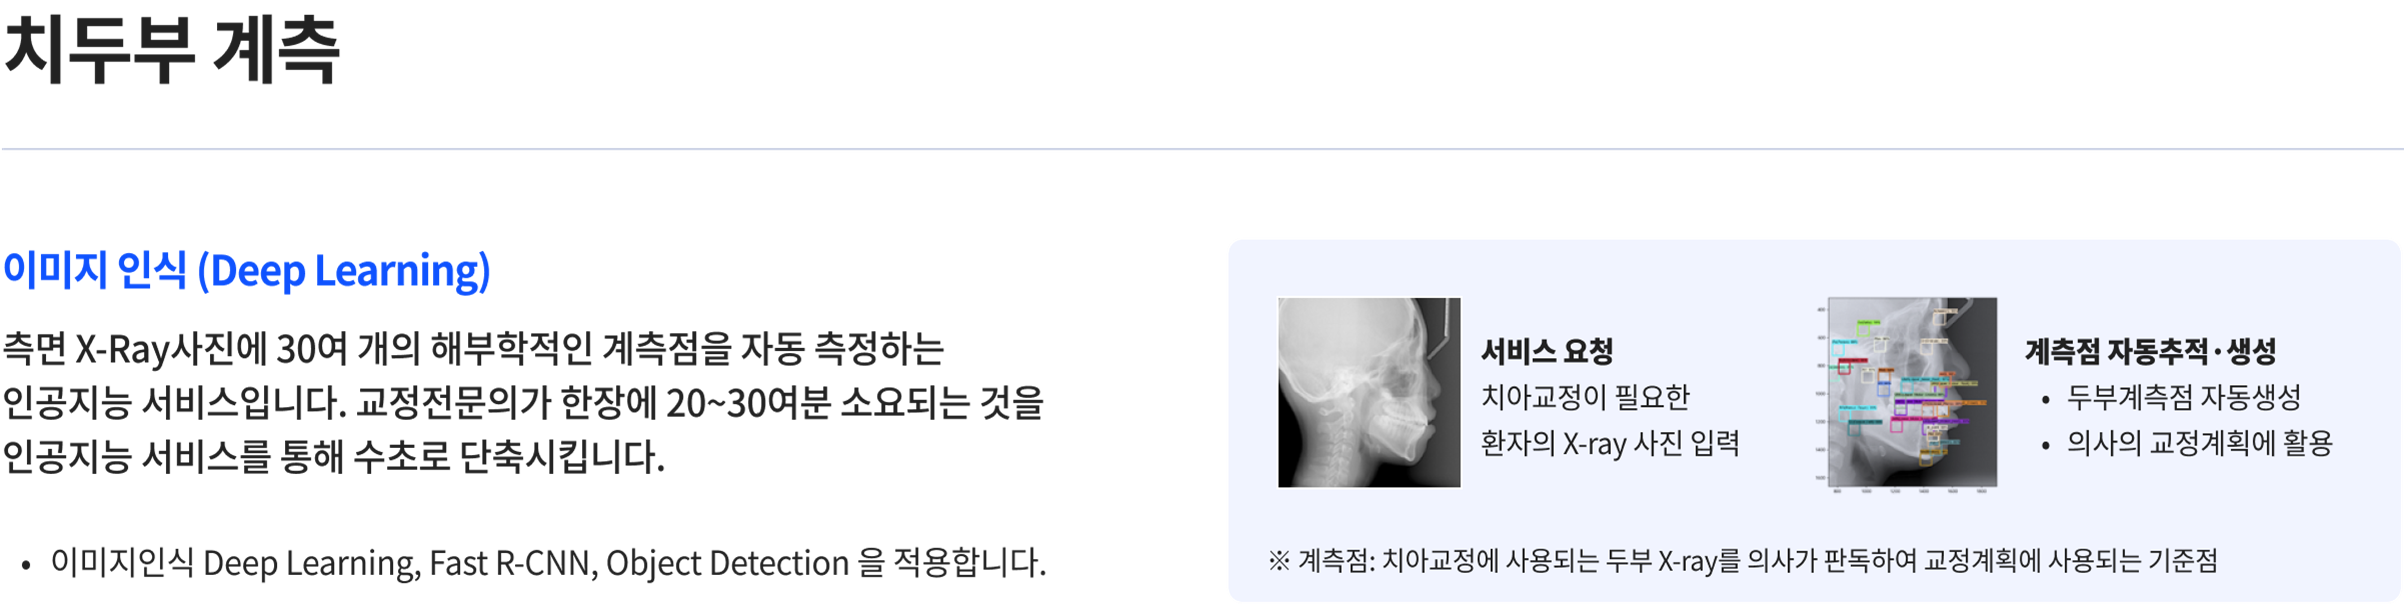 치두부 계측
이미지 인식 (Deep Learning)
측면 X-Ray사진에 30여 개의 해부학적인 계측점을 자동 측정하는
인공지능 서비스입니다. 교정전문의가 한장에 20~30여분 소요되는 것을
인공지능 서비스를 통해 수초로 단축시킵니다.
• 이미지인식 Deep Learning, Fast R-CNN, Object Detection 을 적용합니다.
서비스 요청
치아교정이 필요한
환자의 X-ray 사진 입력
계측점 자동추적·생성
• 두부계측점 자동생성
• 의사의 교정계획에 활용
※ 계측점: 치아교정에 사용되는 두부 X-ray를 의사가 판독하여 교정계획에 사용되는 기준점